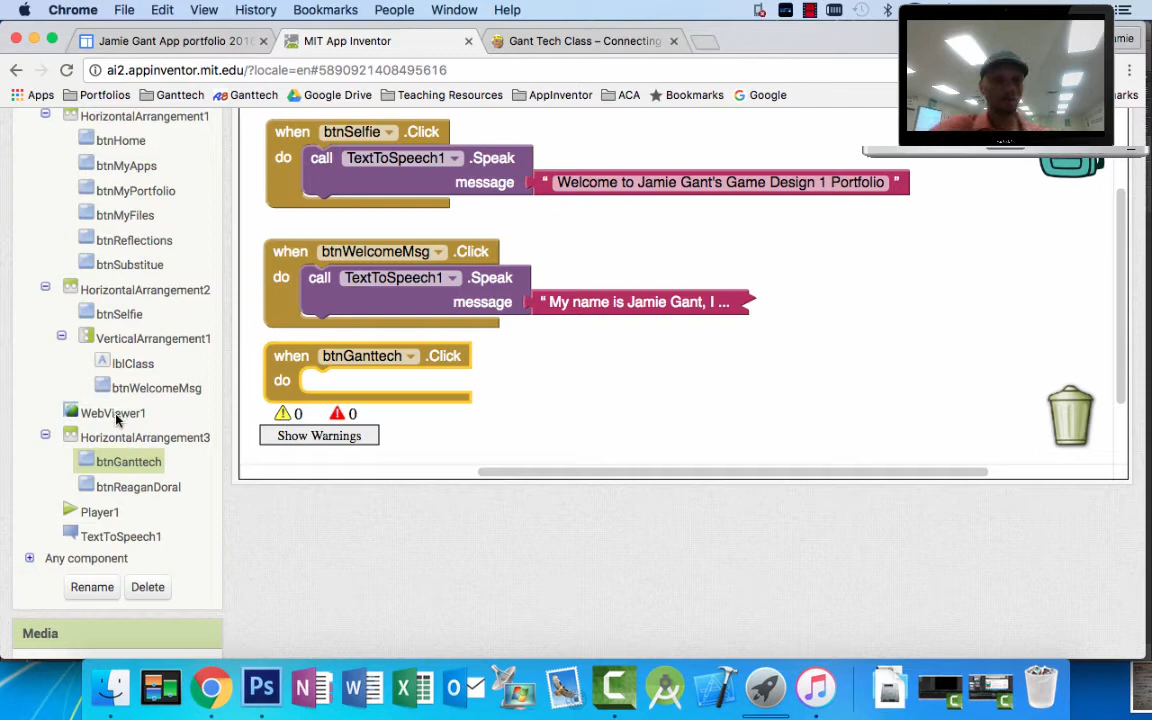 Chrome File Edit View History Bookmarks People Window Help
Jamie Gant App portfolio 2016
MIT App Inventor
Gant Tech Class – Connecting
ai2.appinventor.mit.edu/?locale=en#5890921408495616
Apps Portfolios Ganttech Ganttech Google Drive Teaching Resources AppInventor ACA Bookmarks Google
HorizontalArrangement1
btnHome
btnMyApps
btnMyPortfolio
btnMyFiles
btnReflections
btnSubstitue
HorizontalArrangement2
btnSelfie
VerticalArrangement1
lblClass
btnWelcomeMsg
WebViewer1
HorizontalArrangement3
btnGanttech
btnReaganDoral
Player1
TextToSpeech1
Any component
Rename Delete
Media
when btnSelfie .Click
do call TextToSpeech1 .Speak
message " Welcome to Jamie Gant's Game Design 1 Portfolio "
when btnWelcomeMsg .Click
do call TextToSpeech1 .Speak
message " My name is Jamie Gant, I ...
when btnGanttech .Click
do
0 0
Show Warnings